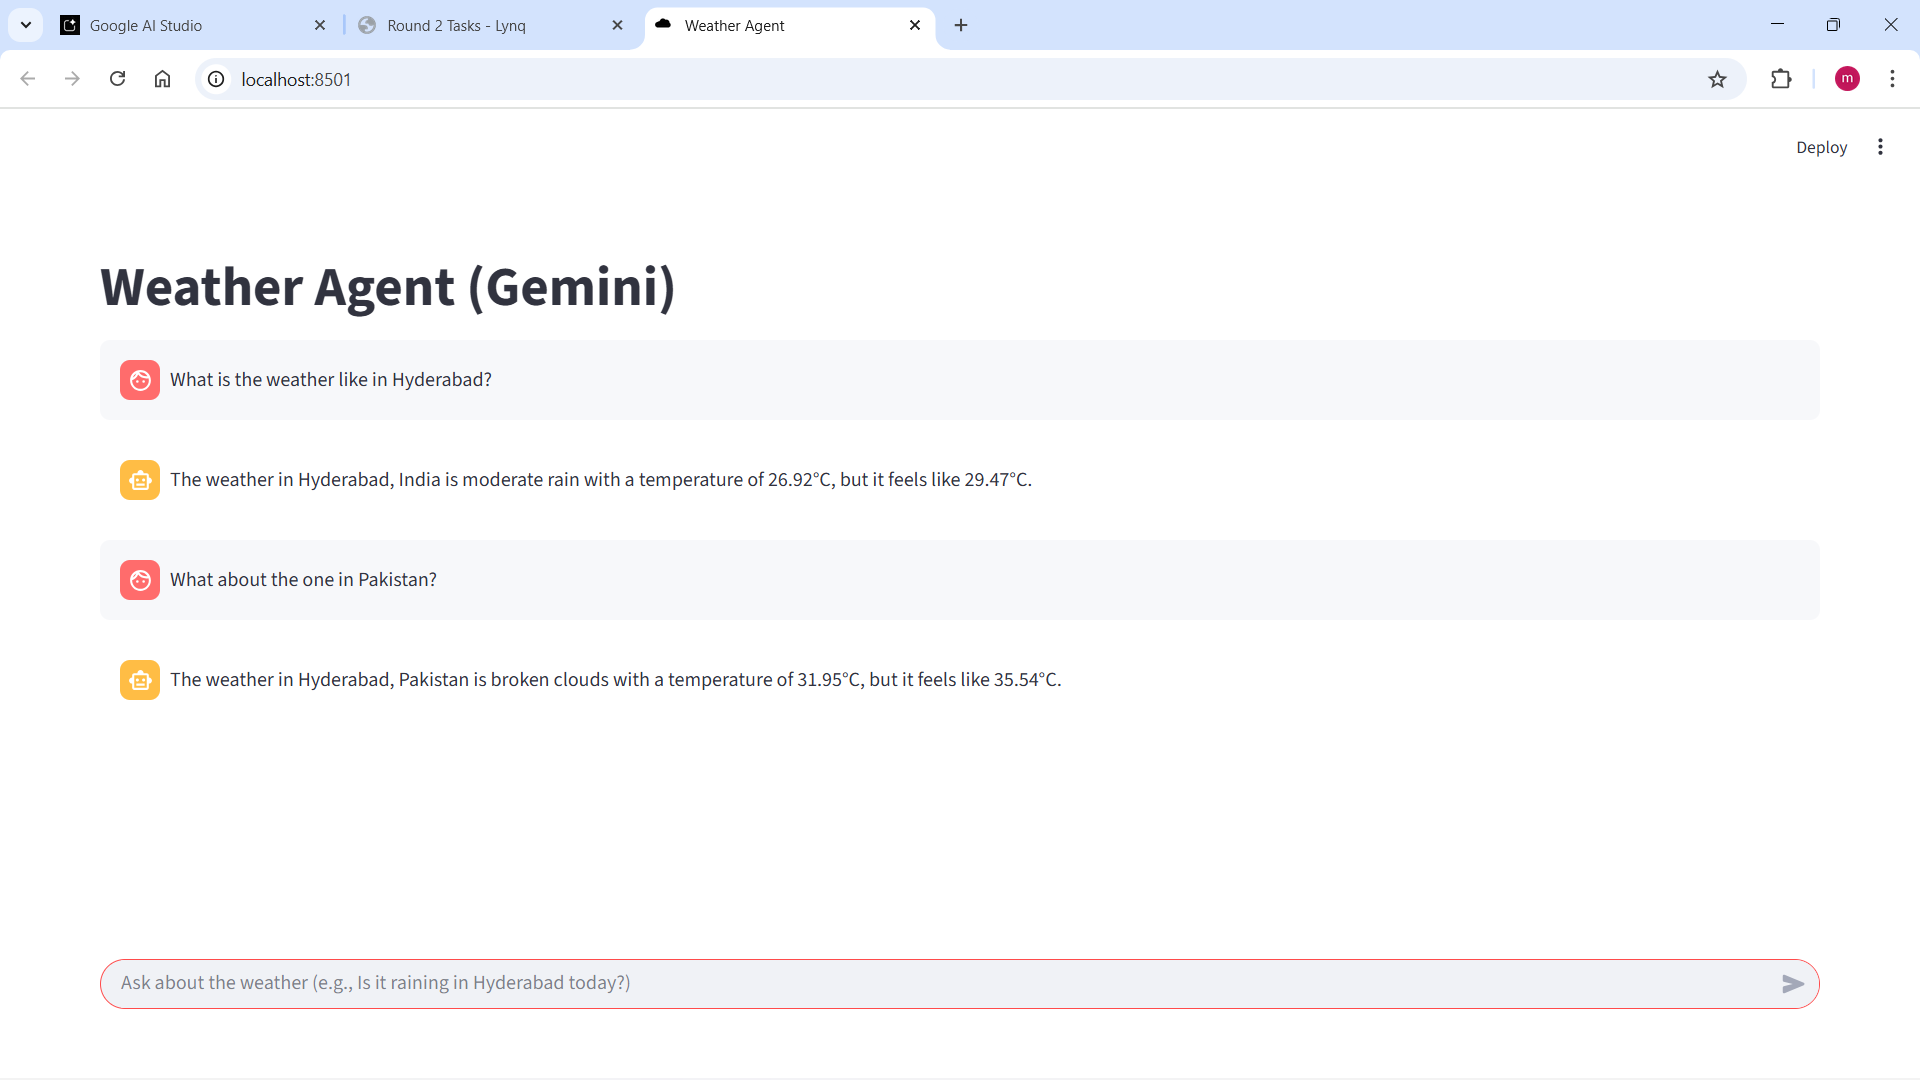 Google AI Studio
Round 2 Tasks - Lynq
Weather Agent
localhost:8501
m
Deploy
Weather Agent (Gemini)
What is the weather like in Hyderabad?
The weather in Hyderabad, India is moderate rain with a temperature of 26.92°C, but it feels like 29.47°C.
What about the one in Pakistan?
The weather in Hyderabad, Pakistan is broken clouds with a temperature of 31.95°C, but it feels like 35.54°C.
Ask about the weather (e.g., Is it raining in Hyderabad today?)